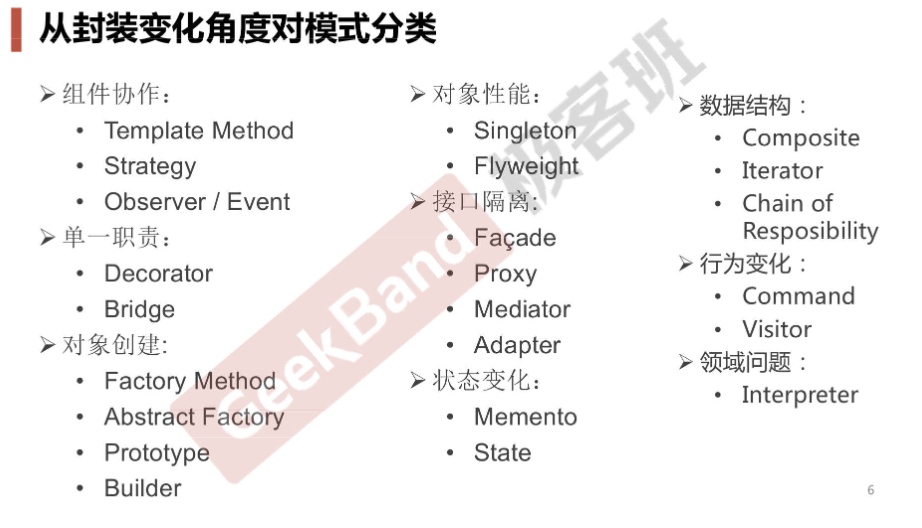 从封装变化角度对模式分类
➢ 组件协作：
• Template Method
• Strategy
• Observer / Event
➢ 单一职责：
• Decorator
• Bridge
➢ 对象创建:
• Factory Method
• Abstract Factory
• Prototype
• Builder
➢ 对象性能：
• Singleton
• Flyweight
➢ 接口隔离:
• Façade
• Proxy
• Mediator
• Adapter
➢ 状态变化：
• Memento
• State
➢ 数据结构：
• Composite
• Iterator
• Chain of
Resposibility
➢ 行为变化：
• Command
• Visitor
➢ 领域问题：
• Interpreter
GeekBand 极客班
6